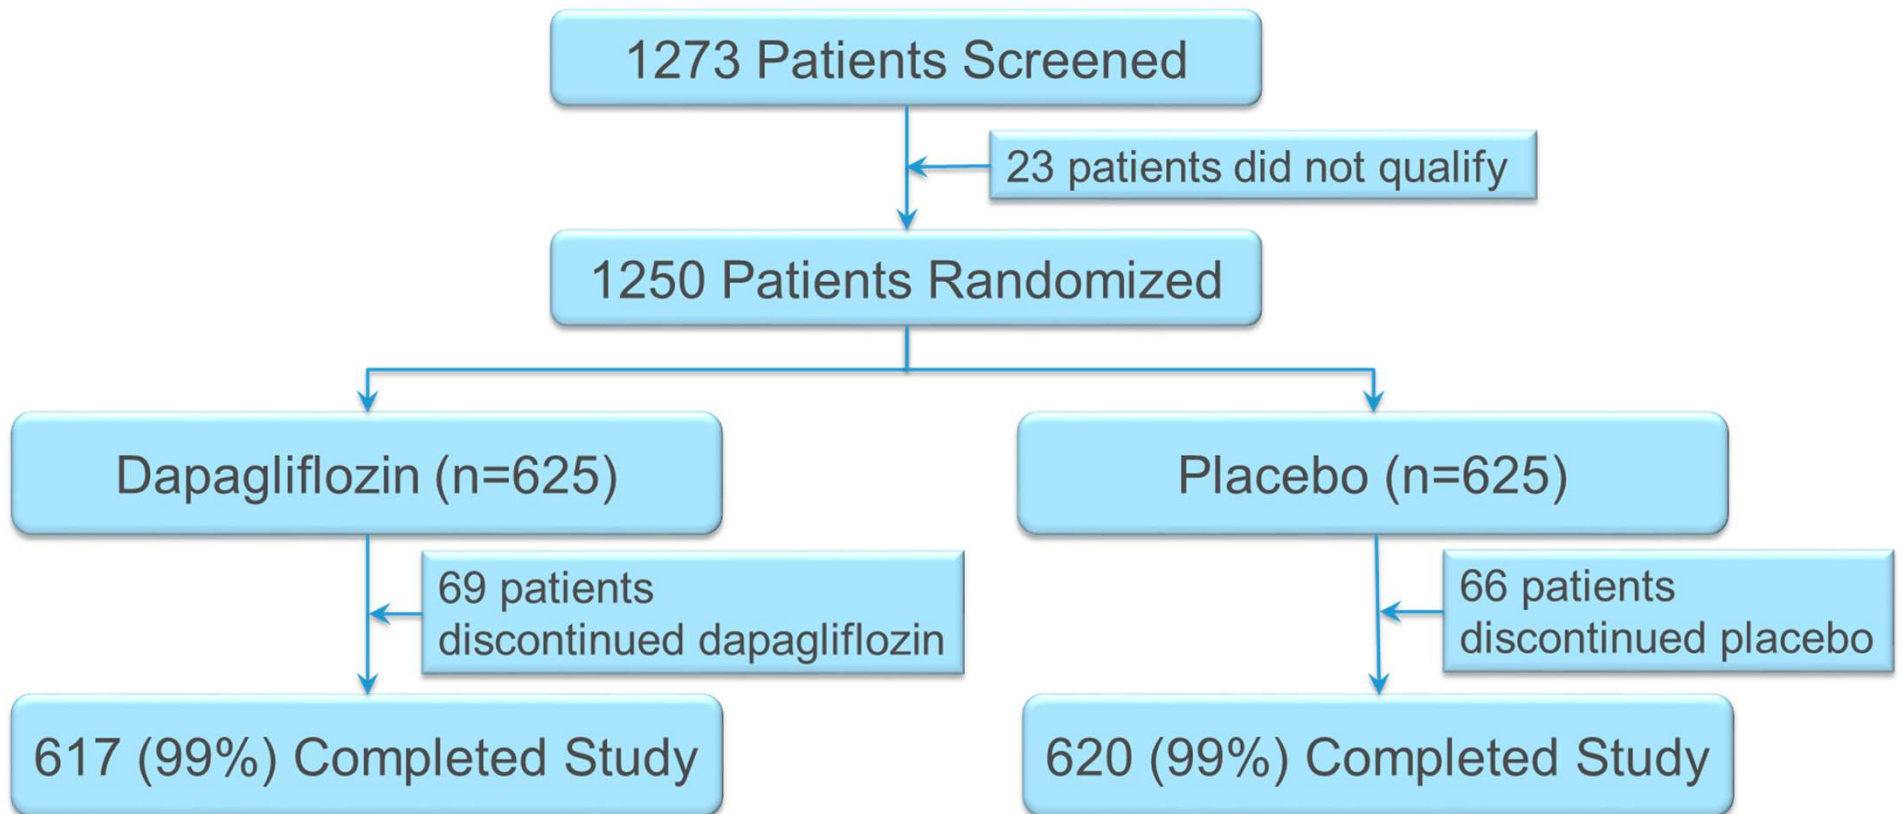 1273 Patients Screened
23 patients did not qualify
1250 Patients Randomized
Dapagliflozin (n=625)
Placebo (n=625)
69 patients
discontinued dapagliflozin
66 patients
discontinued placebo
617 (99%) Completed Study
620 (99%) Completed Study